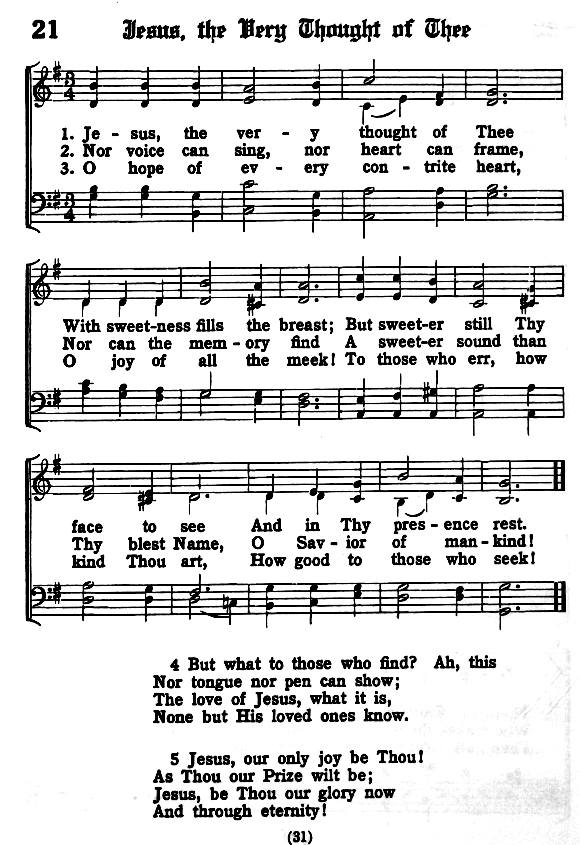 21 Jesus, the Very Thought of Thee
1. Je - sus, the ver - y thought of Thee
2. Nor voice can sing, nor heart can frame,
3. O hope of ev - ery con - trite heart,
With sweet-ness fills the breast; But sweet-er still Thy
Nor can the mem - ory find A sweet-er sound than
O joy of all the meek! To those who err, how
face to see And in Thy pres - ence rest.
Thy blest Name, O Sav - ior of man - kind!
kind Thou art, How good to those who seek!
4 But what to those who find? Ah, this
Nor tongue nor pen can show;
The love of Jesus, what it is,
None but His loved ones know.
5 Jesus, our only joy be Thou!
As Thou our Prize wilt be;
Jesus, be Thou our glory now
And through eternity!
(31)